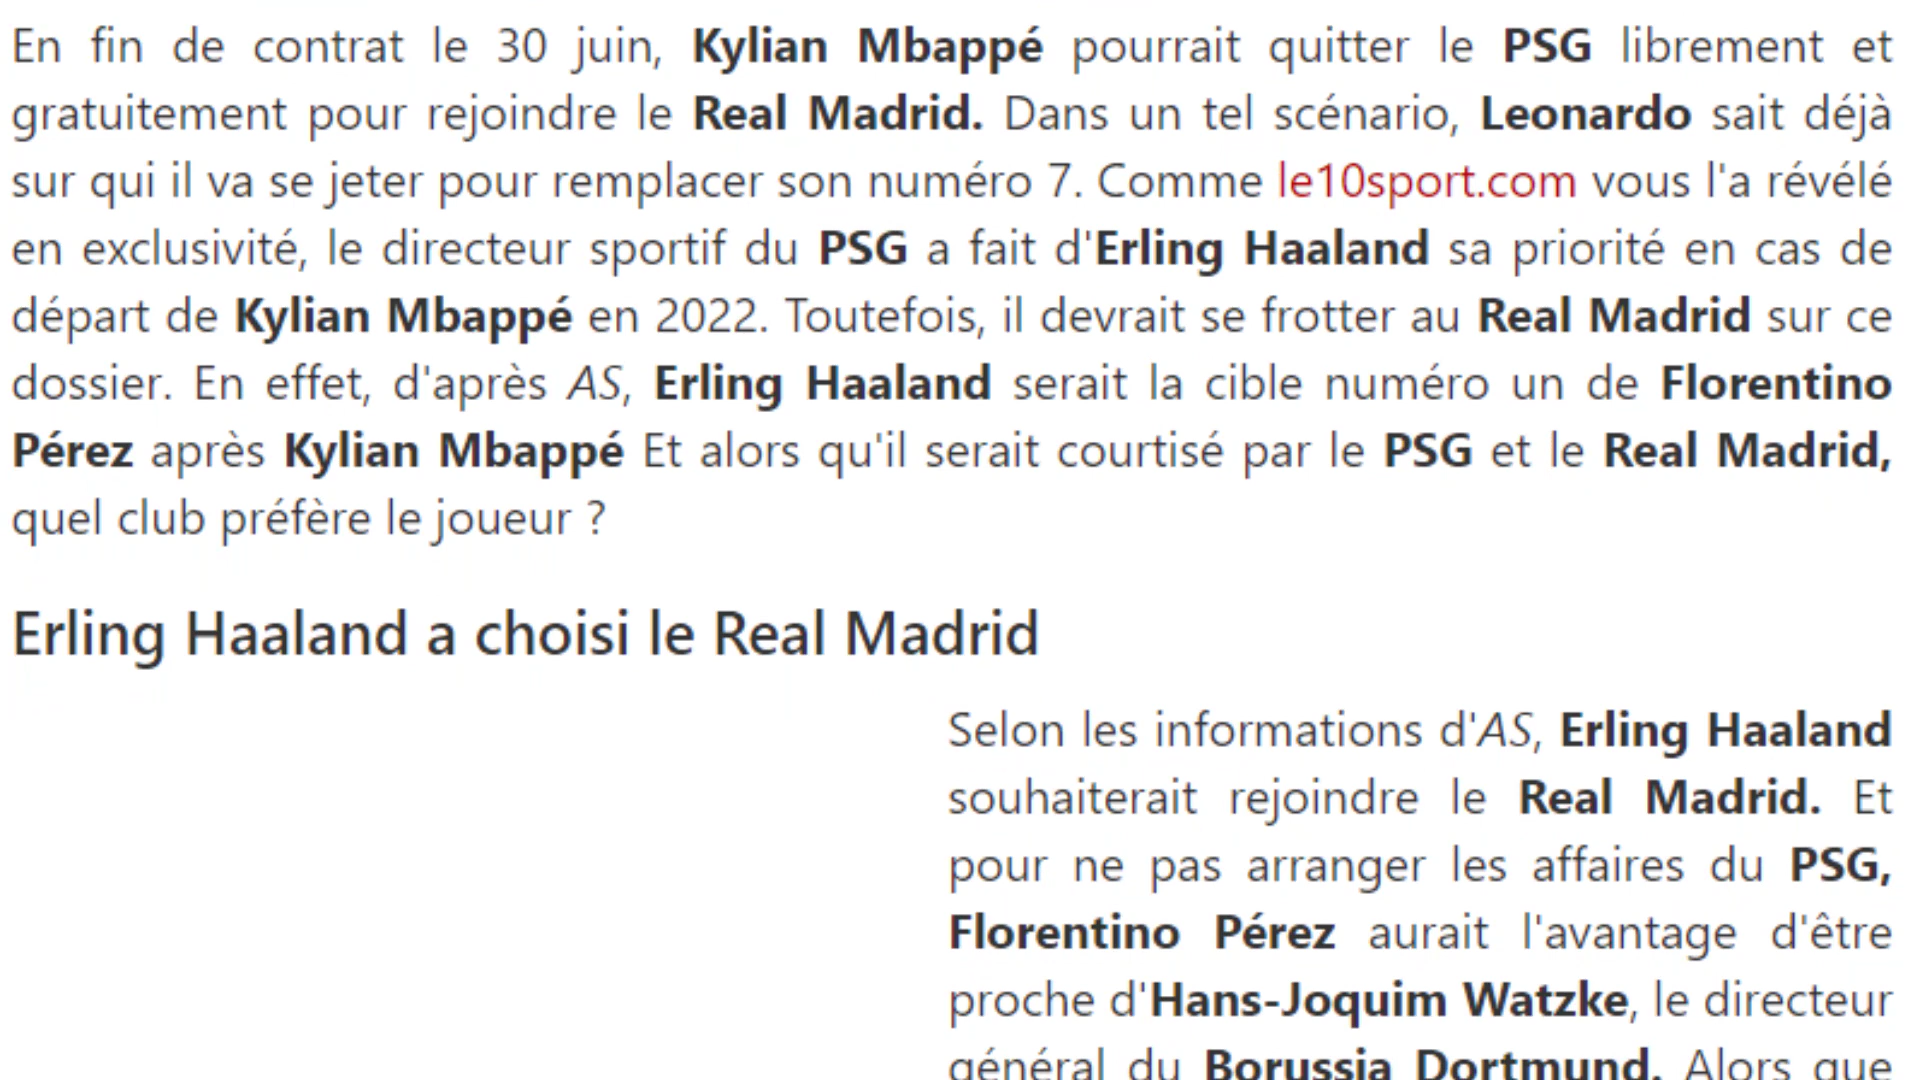 En fin de contrat le 30 juin, Kylian Mbappé pourrait quitter le PSG librement et
gratuitement pour rejoindre le Real Madrid. Dans un tel scénario, Leonardo sait déjà
sur qui il va se jeter pour remplacer son numéro 7. Comme le10sport.com vous l'a révélé
en exclusivité, le directeur sportif du PSG a fait d'Erling Haaland sa priorité en cas de
départ de Kylian Mbappé en 2022. Toutefois, il devrait se frotter au Real Madrid sur ce
dossier. En effet, d'après AS, Erling Haaland serait la cible numéro un de Florentino
Pérez après Kylian Mbappé Et alors qu'il serait courtisé par le PSG et le Real Madrid,
quel club préfère le joueur ?
Erling Haaland a choisi le Real Madrid
Selon les informations d'AS, Erling Haaland
souhaiterait rejoindre le Real Madrid. Et
pour ne pas arranger les affaires du PSG,
Florentino Pérez aurait l'avantage d'être
proche d'Hans-Joquim Watzke, le directeur
général du Borussia Dortmund. Alors que